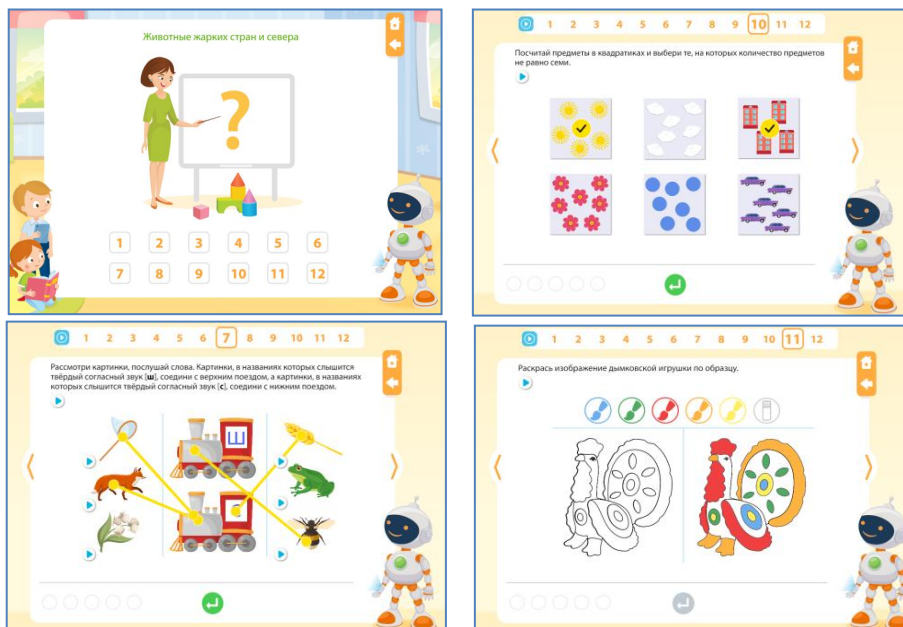 Животные жарких стран и севера
?
1 2 3 4 5 6
7 8 9 10 11 12
1 2 3 4 5 6 7 8 9 10 11 12
Посчитай предметы в квадратиках и выбери те, на которых количество предметов
не равно семи.
1 2 3 4 5 6 7 8 9 10 11 12
Рассмотри картинки, послушай слова. Картинки, в названиях которых слышится
твёрдый согласный звук [ш], соедини с верхним поездом, а картинки, в названиях
которых слышится твёрдый согласный звук [с], соедини с нижним поездом.
Ш
С
1 2 3 4 5 6 7 8 9 10 11 12
Раскрась изображение дымковской игрушки по образцу.